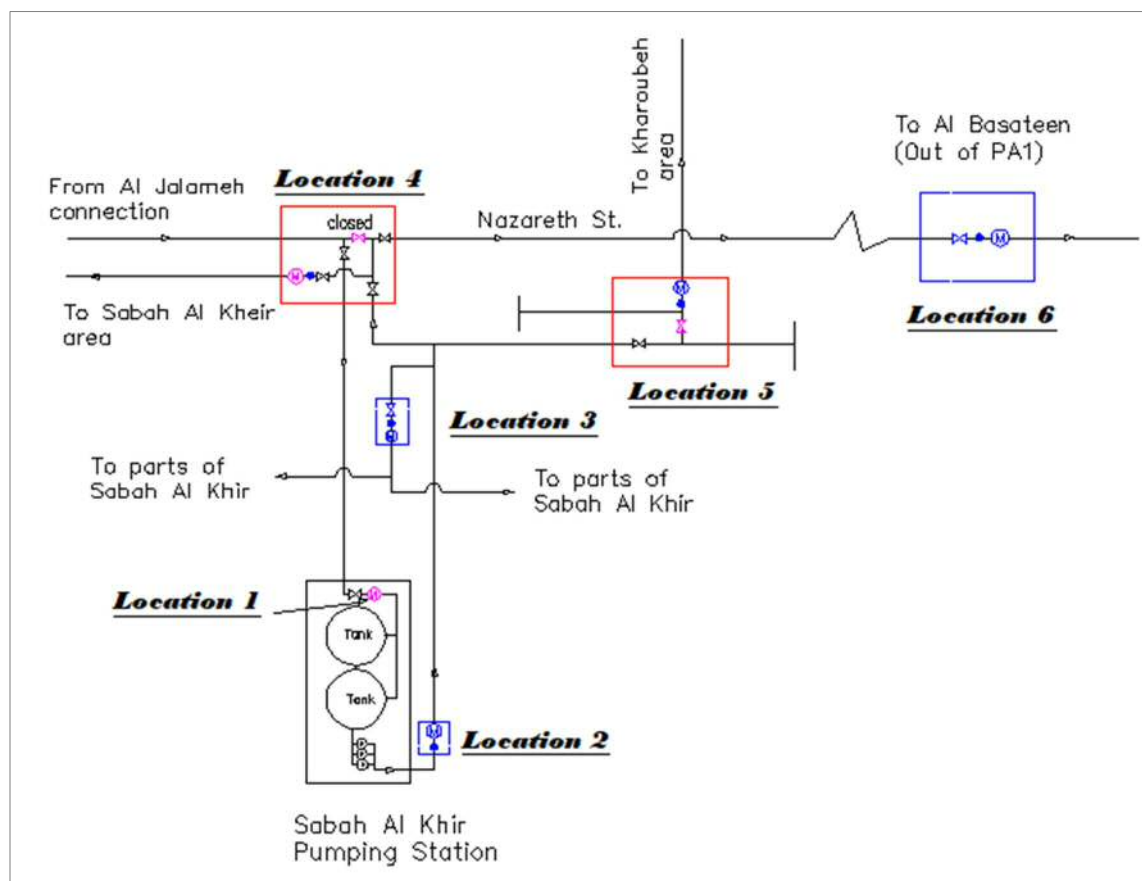 To Kharoubeh
area
To Al Basateen
(Out of PA1)
Location 4
From Al Jalameh
connection
closed
Nazareth St.
M
M
M
To Sabah Al Kheir
area
Location 6
Location 5
Location 3
M
To parts of
Sabah Al Khir
To parts of
Sabah Al Khir
Location 1
M
Tank
Tank
M
Location 2
P
P
P
Sabah Al Khir
Pumping Station